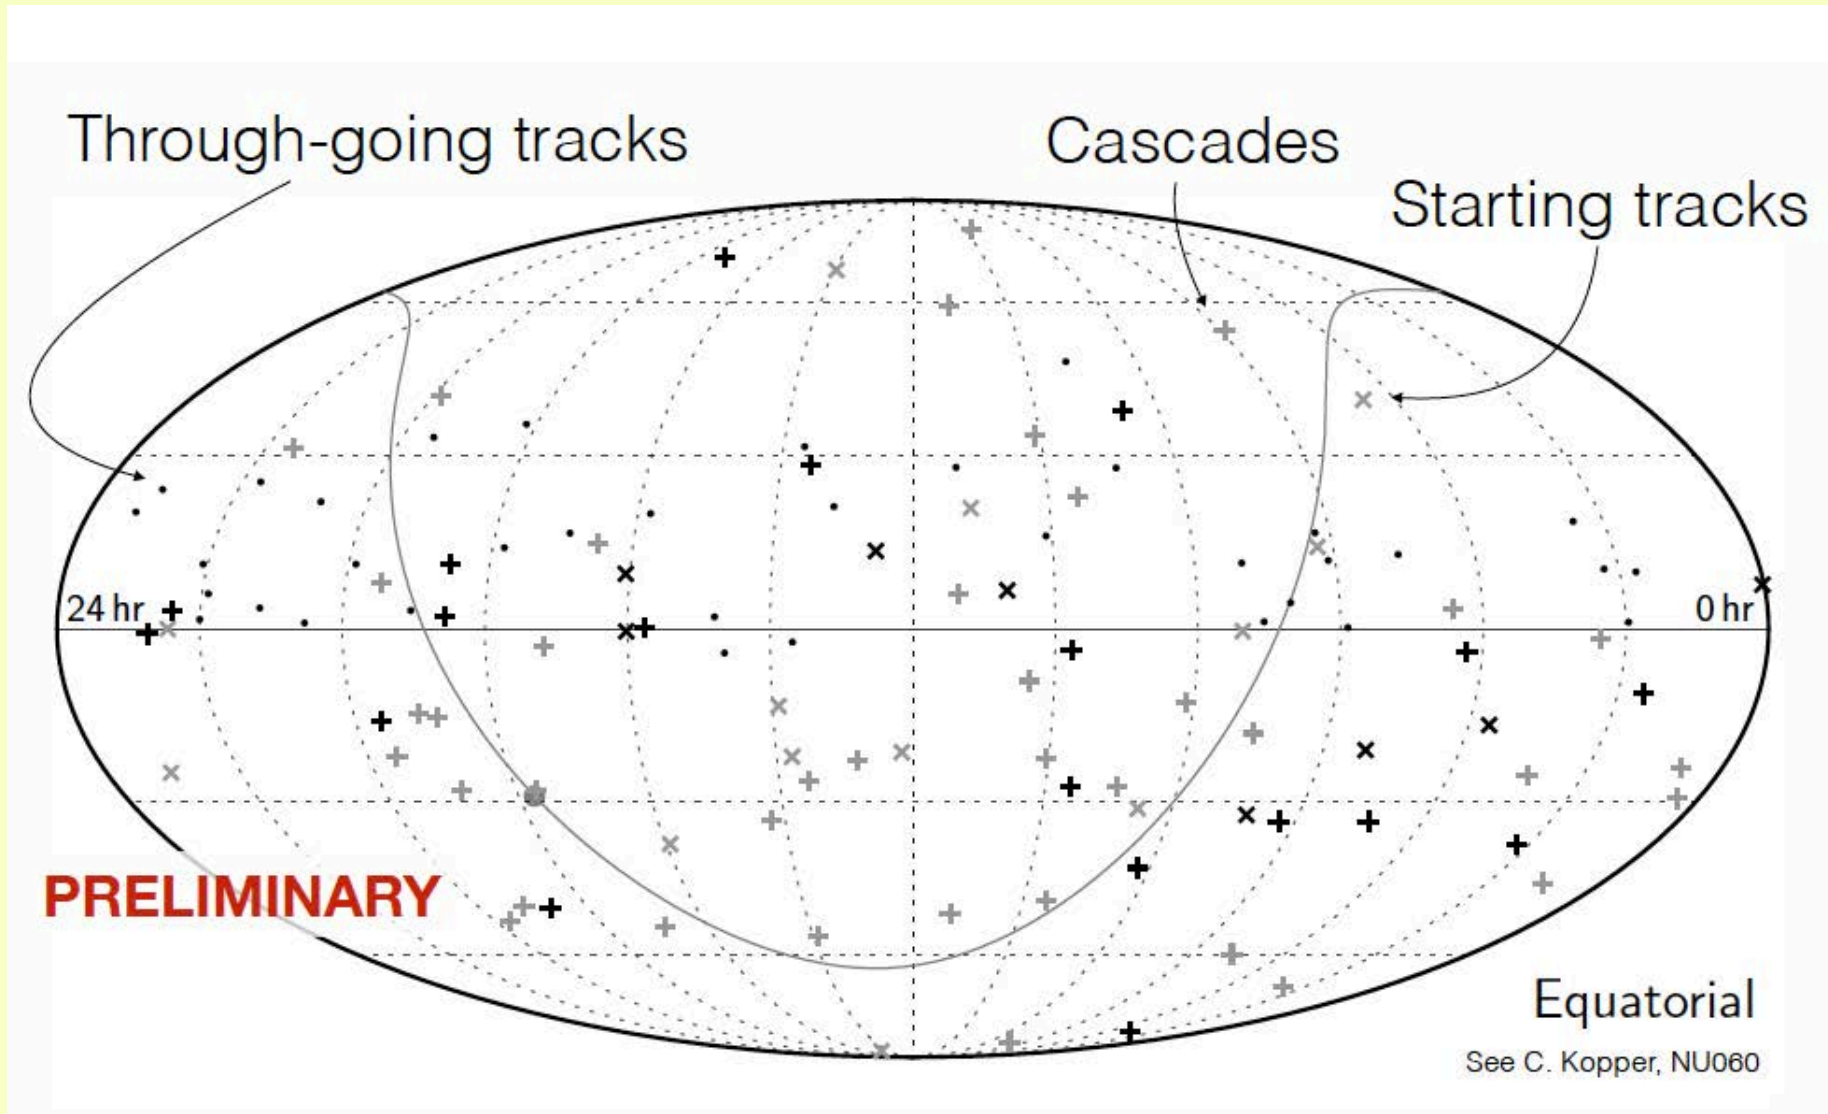 Through-going tracks
Cascades
Starting tracks
24 hr
0 hr
PRELIMINARY
Equatorial
See C. Kopper, NU060